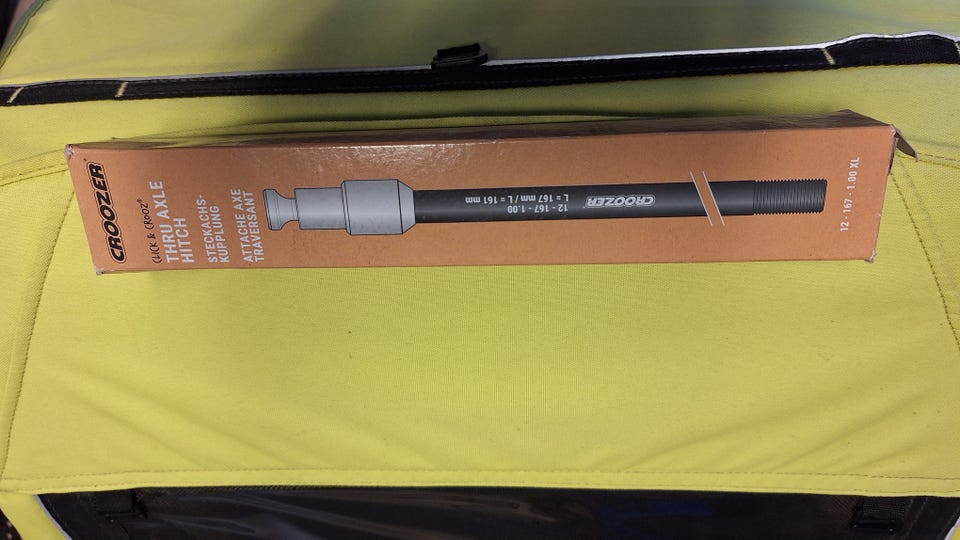 CROOZER®
CLICK & CROOZ®
THRU AXLE
HITCH
STECKACHS-
KUPPLUNG
ATTACHE AXE
TRAVERSANT
12 - 167 - 1.00
L = 167 mm / L = 161 mm
CROOZER
12 - 167 - 1.00 XL